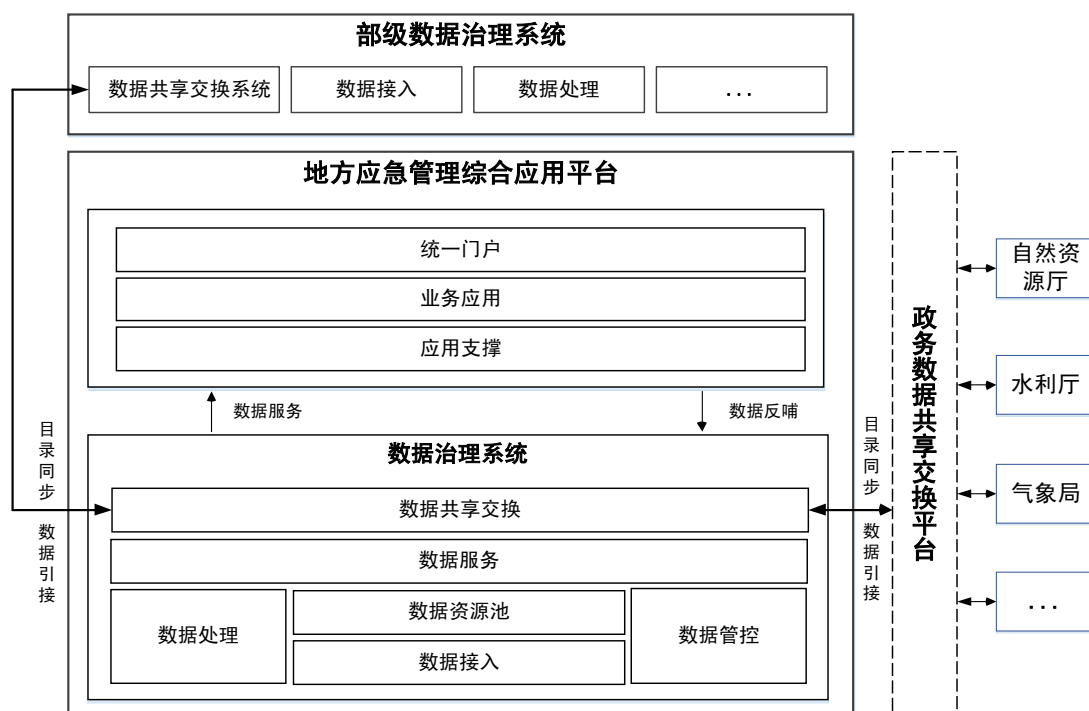 部级数据治理系统
数据共享交换系统
数据接入
数据处理
...
地方应急管理综合应用平台
统一门户
业务应用
应用支撑
数据服务
数据反哺
数据治理系统
数据共享交换
数据服务
数据处理
数据资源池
数据接入
数据管控
目录同步
数据引接
目录同步
数据引接
政务数据共享交换平台
自然资
源厅
水利厅
气象局
...